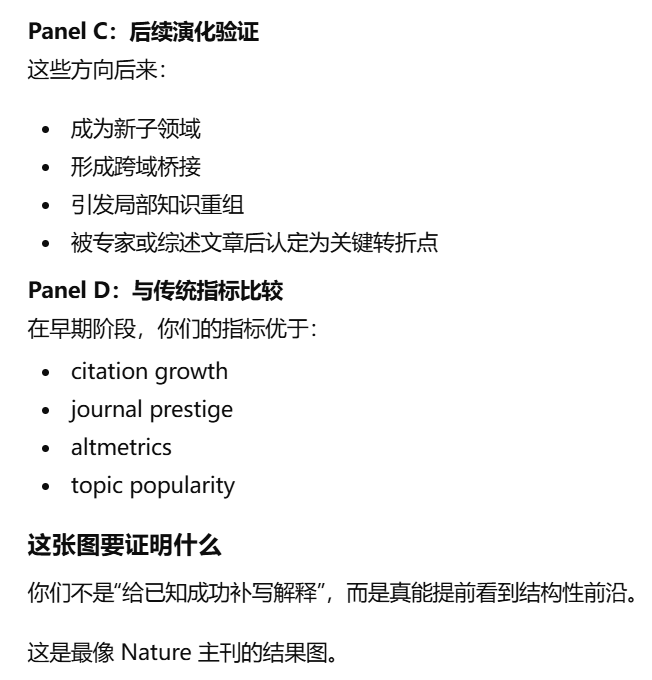 Panel C：后续演化验证
这些方向后来：
• 成为新子领域
• 形成跨域桥接
• 引发局部知识重组
• 被专家或综述文章后认定为关键转折点
Panel D：与传统指标比较
在早期阶段，你们的指标优于：
• citation growth
• journal prestige
• altmetrics
• topic popularity
这张图要证明什么
你们不是“给已知成功补写解释”，而是真能提前看到结构性前沿。
这是最像 Nature 主刊的结果图。